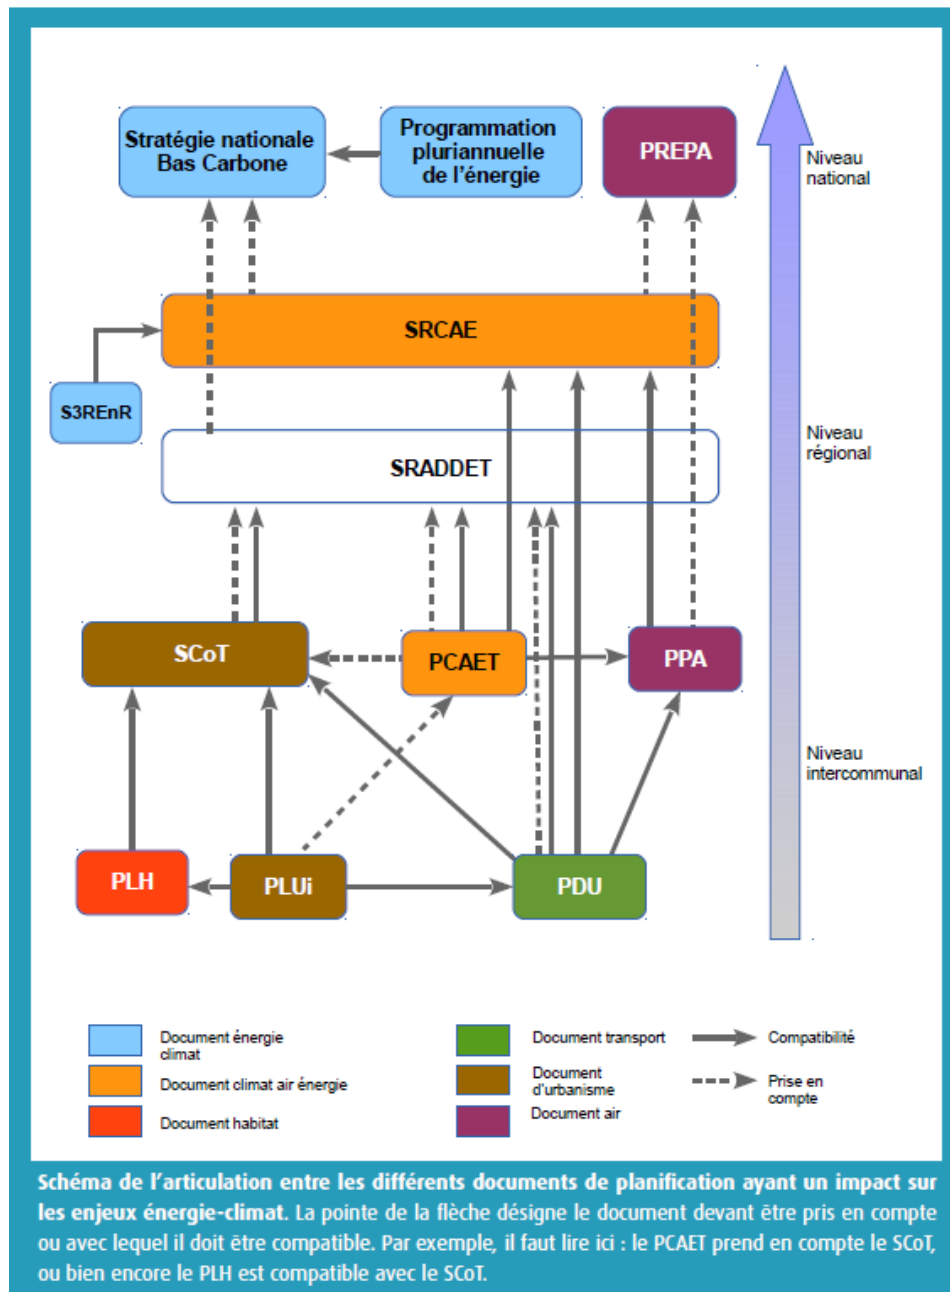 Stratégie nationale
Bas Carbone
Programmation
pluriannuelle
de l'énergie
PREPA
Niveau
national
SRCAE
S3REnR
SRADDET
Niveau
régional
SCoT
PCAET
PPA
Niveau
intercommunal
PLH
PLUi
PDU
Document énergie
climat
Document climat air énergie
Document habitat
Document transport
Document
d'urbanisme
Document air
Compatibilité
Prise en
compte
Schéma de l'articulation entre les différents documents de planification ayant un impact sur
les enjeux énergie-climat. La pointe de la flèche désigne le document devant être pris en compte
ou avec lequel il doit être compatible. Par exemple, il faut lire ici : le PCAET prend en compte le SCoT,
ou bien encore le PLH est compatible avec le SCoT.